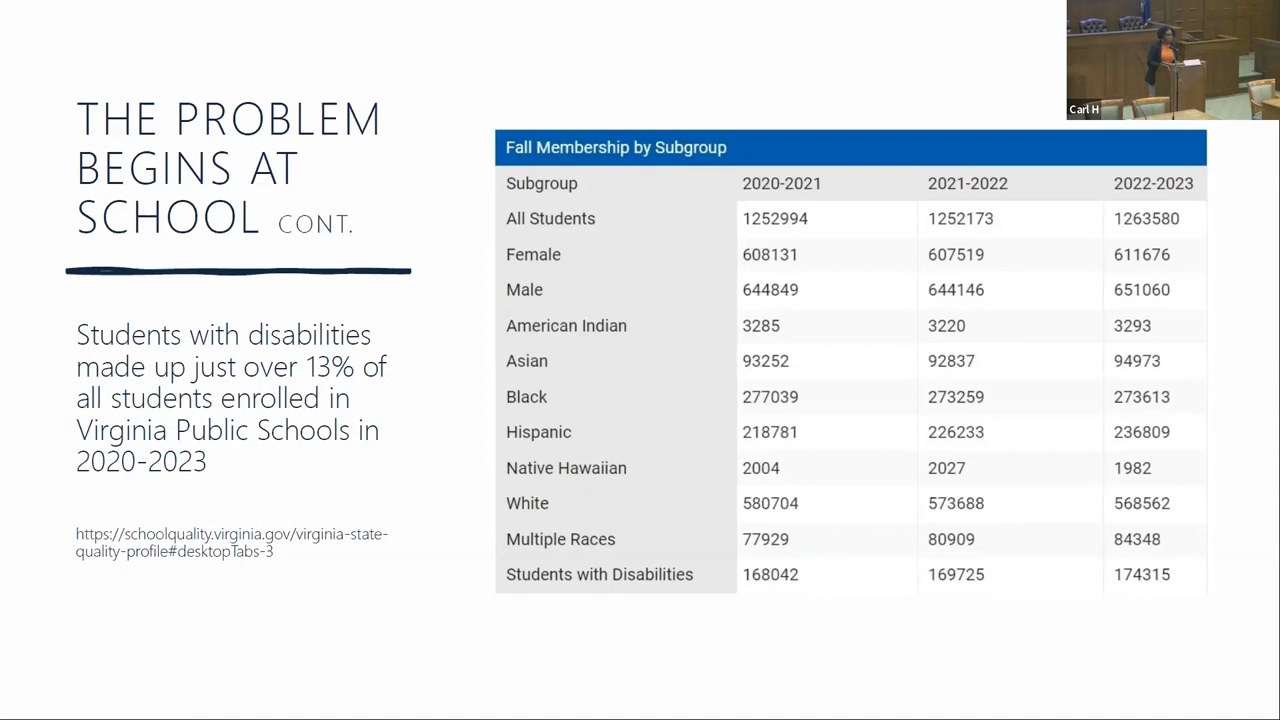 THE PROBLEM
BEGINS AT
SCHOOL CONT.
Students with disabilities
made up just over 13% of
all students enrolled in
Virginia Public Schools in
2020-2023
https://schoolquality.virginia.gov/virginia-state-
quality-profile#desktopTabs-3
Carl H
Fall Membership by Subgroup
Subgroup 2020-2021 2021-2022 2022-2023
All Students 1252994 1252173 1263580
Female 608131 607519 611676
Male 644849 644146 651060
American Indian 3285 3220 3293
Asian 93252 92837 94973
Black 277039 273259 273613
Hispanic 218781 226233 236809
Native Hawaiian 2004 2027 1982
White 580704 573688 568562
Multiple Races 77929 80909 84348
Students with Disabilities 168042 169725 174315